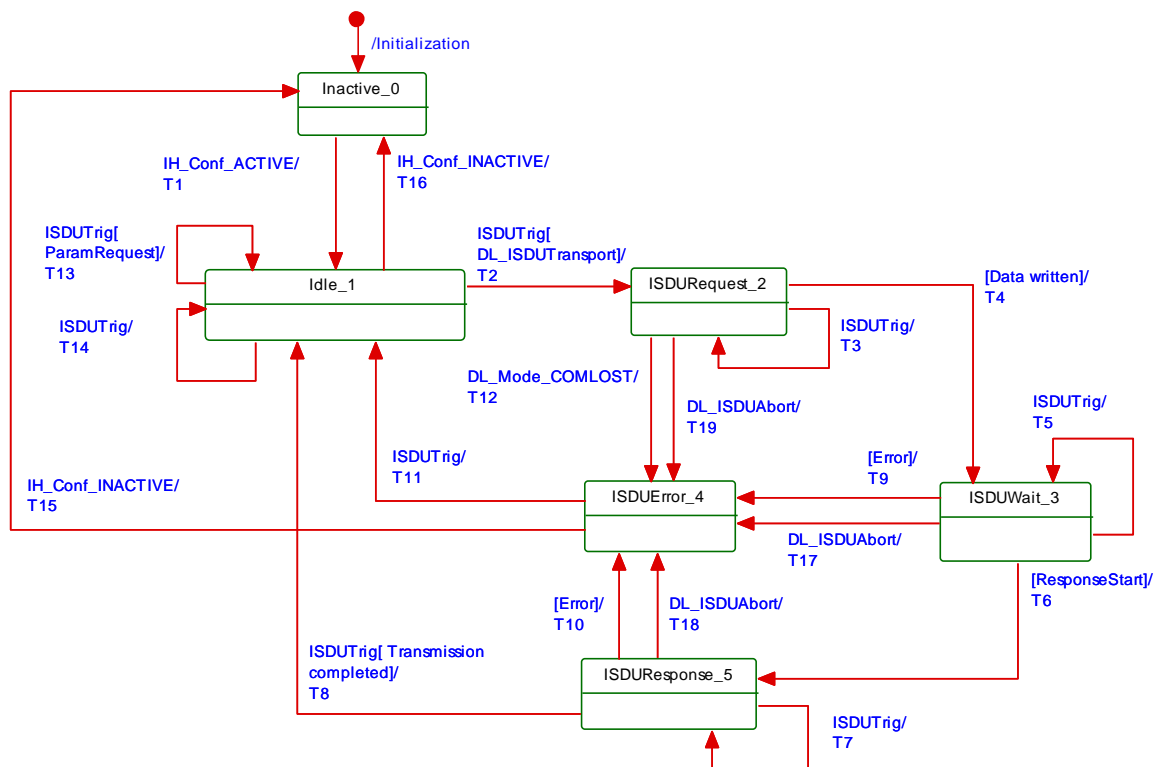 /Initialization
Inactive_0
IH_Conf_ACTIVE/
T1
IH_Conf_INACTIVE/
T16
ISDUTrig[
ParamRequest]/
T13
ISDUTrig[
DL_ISDUTransport]/
T2
Idle_1
ISDURequest_2
[Data written]/
T4
ISDUTrig/
T14
ISDUTrig/
T3
DL_Mode_COMLOST/
T12
DL_ISDUAbort/
T19
ISDUTrig/
T5
ISDUTrig/
T11
[Error]/
T9
IH_Conf_INACTIVE/
T15
ISDUError_4
ISDUWait_3
DL_ISDUAbort/
T17
[ResponseStart]/
T6
[Error]/
T10
DL_ISDUAbort/
T18
ISDUTrig[ Transmission
completed]/
T8
ISDUResponse_5
ISDUTrig/
T7